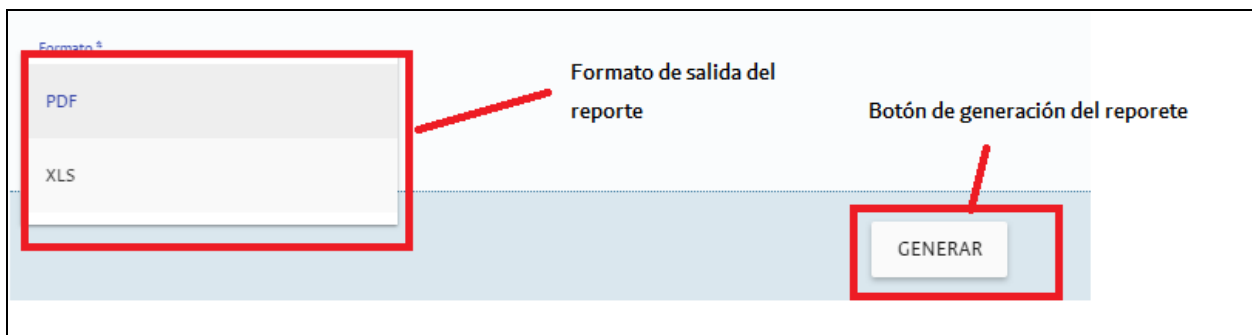 Formato *
PDF
XLS
Formato de salida del
reporte
Botón de generación del reporete
GENERAR